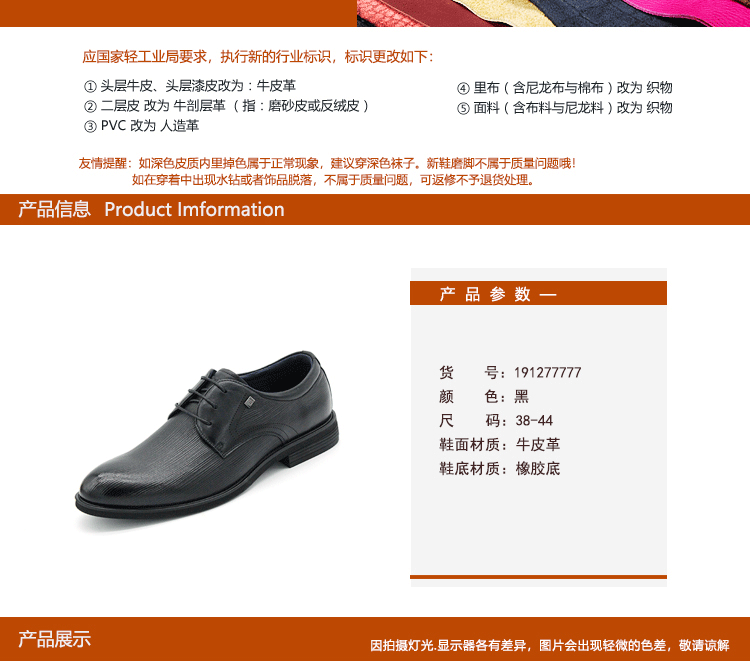 应国家轻工业局要求，执行新的行业标识，标识更改如下：
① 头层牛皮、头层漆皮改为：牛皮革
② 二层皮 改为 牛剖层革（指：磨砂皮或反绒皮）
③ PVC 改为 人造革
④ 里布（含尼龙布与棉布）改为 织物
⑤ 面料（含布料与尼龙料）改为 织物
友情提醒：如深色皮质内里掉色属于正常现象，建议穿深色袜子。新鞋磨脚不属于质量问题哦！
如在穿着中出现水钻或者饰品脱落，不属于质量问题，可返修不予退货处理。
产品信息 Product Imformation
产 品 参 数 —
货 号：191277777
颜 色：黑
尺 码：38-44
鞋面材质：牛皮革
鞋底材质：橡胶底
产品展示
因拍摄灯光.显示器各有差异，图片会出现轻微的色差，敬请谅解